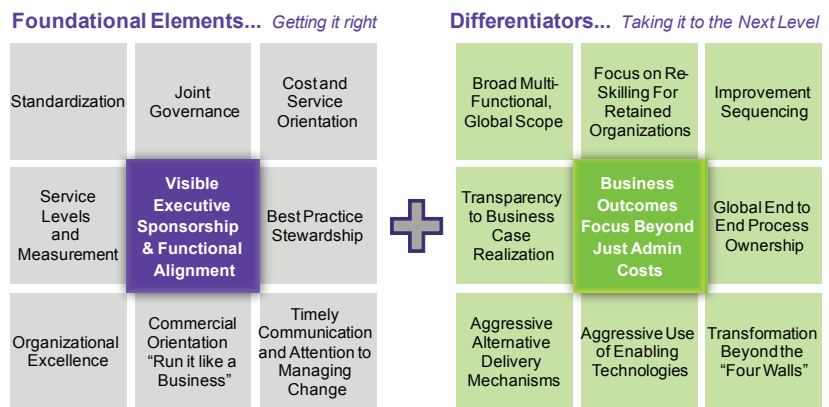 Foundational Elements... Getting it right
Standardization
Joint
Governance
Cost and
Service
Orientation
Service
Levels
and
Measurement
Visible
Executive
Sponsorship
& Functional
Alignment
Best Practice
Stewardship
Organizational
Excellence
Commercial
Orientation
“Run it like a
Business”
Timely
Communication
and Attention to
Managing
Change
Differentiators... Taking it to the Next Level
Broad Multi-
Functional,
Global Scope
Focus on Re-
Skilling For
Retained
Organizations
Improvement
Sequencing
Transparency
to Business
Case
Realization
Business
Outcomes
Focus Beyond
Just Admin
Costs
Global End to
End Process
Ownership
Aggressive
Alternative
Delivery
Mechanisms
Aggressive Use
of Enabling
Technologies
Transformation
Beyond the
“Four Walls”